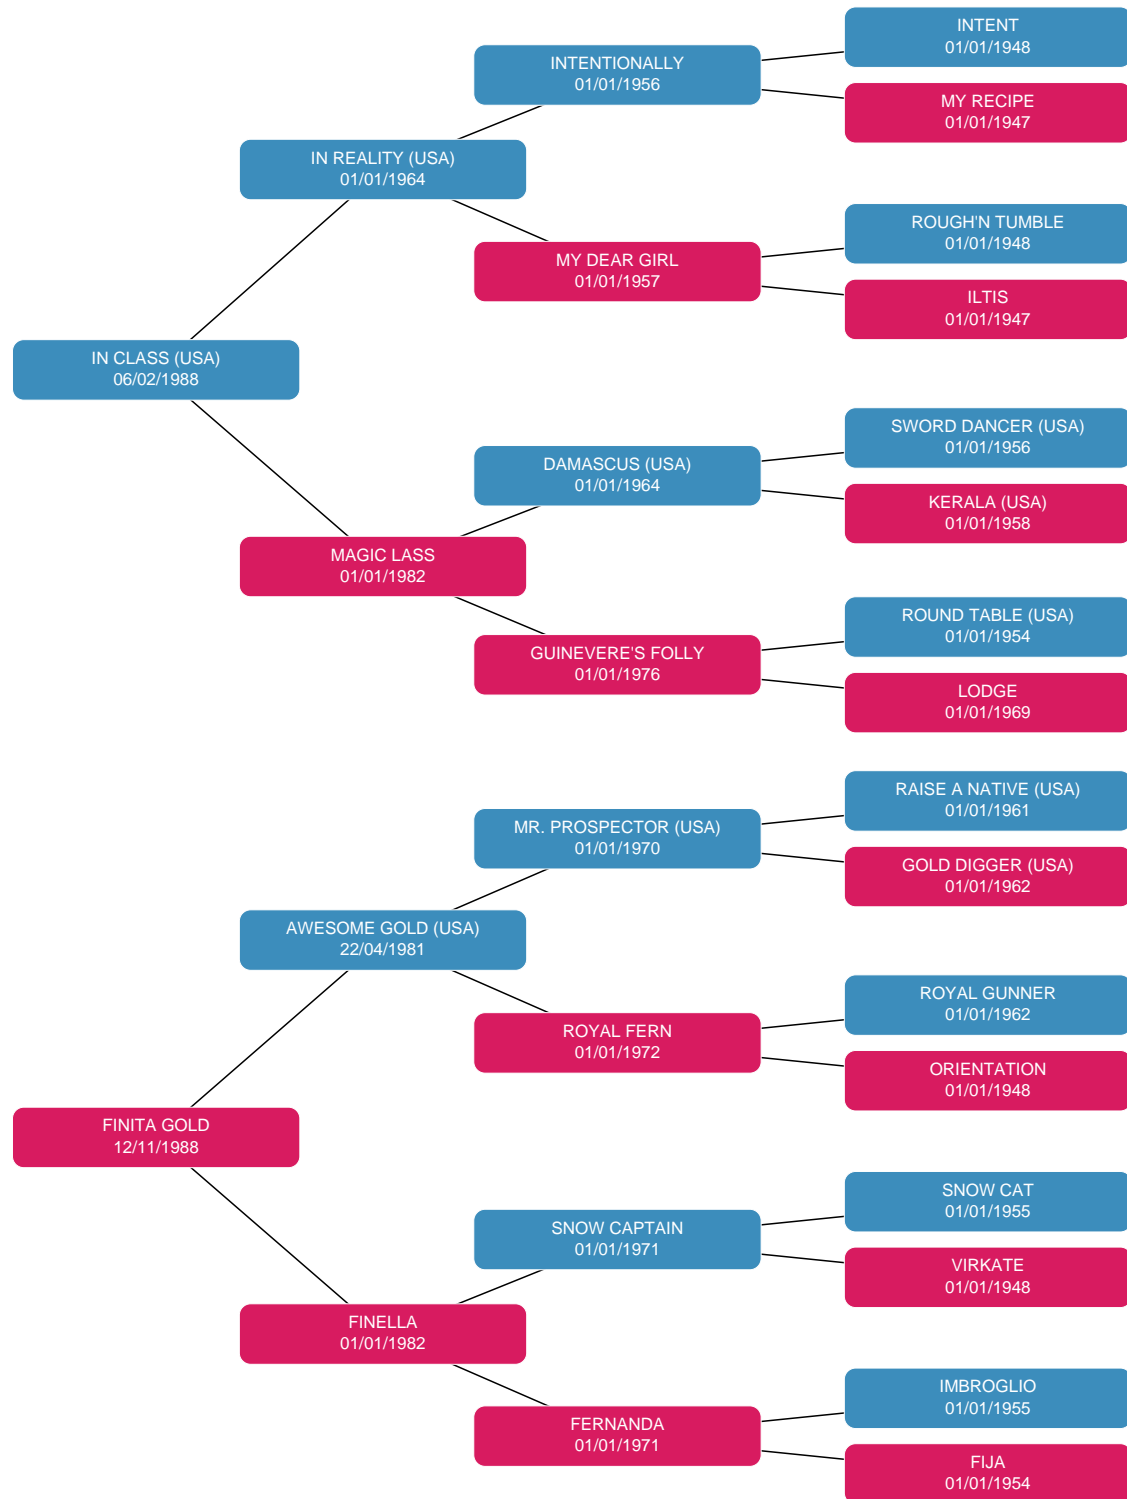 INTENT
01/01/1948
INTENTIONALLY
01/01/1956
MY RECIPE
01/01/1947
IN REALITY (USA)
01/01/1964
ROUGH'N TUMBLE
01/01/1948
MY DEAR GIRL
01/01/1957
ILTIS
01/01/1947
IN CLASS (USA)
06/02/1988
SWORD DANCER (USA)
01/01/1956
DAMASCUS (USA)
01/01/1964
KERALA (USA)
01/01/1958
MAGIC LASS
01/01/1982
ROUND TABLE (USA)
01/01/1954
GUINEVERE'S FOLLY
01/01/1976
LODGE
01/01/1969
RAISE A NATIVE (USA)
01/01/1961
MR. PROSPECTOR (USA)
01/01/1970
GOLD DIGGER (USA)
01/01/1962
AWESOME GOLD (USA)
22/04/1981
ROYAL GUNNER
01/01/1962
ROYAL FERN
01/01/1972
ORIENTATION
01/01/1948
FINITA GOLD
12/11/1988
SNOW CAT
01/01/1955
SNOW CAPTAIN
01/01/1971
VIRKATE
01/01/1948
FINELLA
01/01/1982
IMBROGLIO
01/01/1955
FERNANDA
01/01/1971
FIJA
01/01/1954